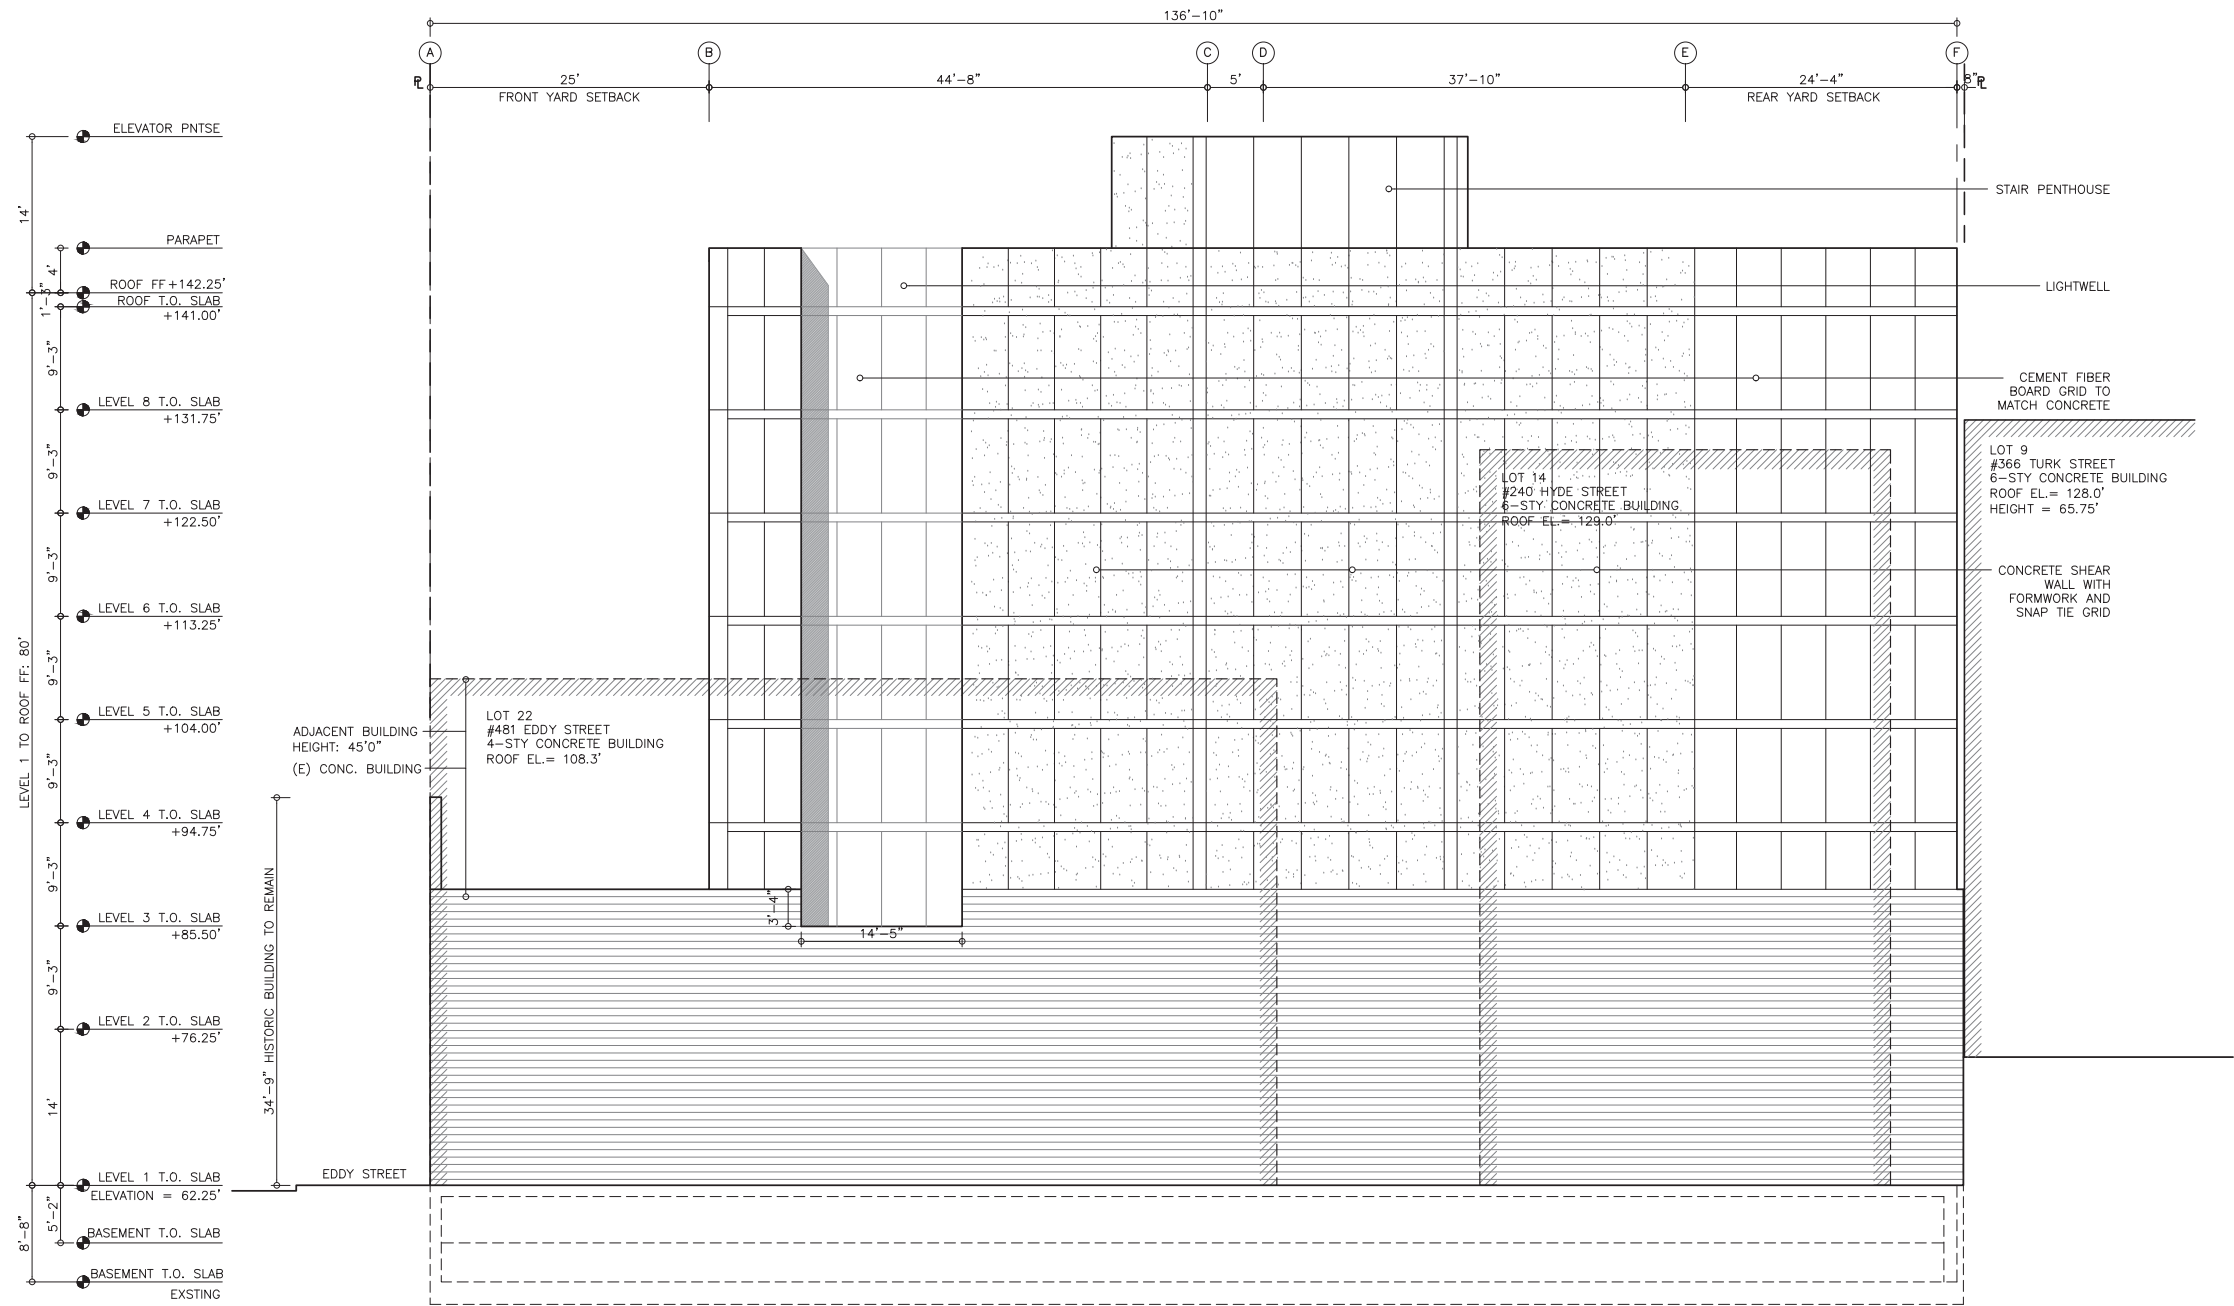 136'-10"
A
B
C
D
E
F
25'
44'-8"
5'
37'-10"
24'-4"
8"
PL
PL
FRONT YARD SETBACK
REAR YARD SETBACK
ELEVATOR PNTSE
14'
PARAPET
4'
ROOF FF+142.25'
1'-3"
ROOF T.O. SLAB
+141.00'
9'-3"
LEVEL 8 T.O. SLAB
+131.75'
9'-3"
LEVEL 7 T.O. SLAB
+122.50'
9'-3"
LEVEL 6 T.O. SLAB
+113.25'
9'-3"
LEVEL 5 T.O. SLAB
+104.00'
9'-3"
LEVEL 4 T.O. SLAB
+94.75'
9'-3"
LEVEL 3 T.O. SLAB
+85.50'
9'-3"
LEVEL 2 T.O. SLAB
+76.25'
14'
LEVEL 1 T.O. SLAB
ELEVATION = 62.25'
5'-2"
8'-8"
BASEMENT T.O. SLAB
BASEMENT T.O. SLAB
EXSTING
LEVEL 1 TO ROOF FF: 80'
34'-9" HISTORIC BUILDING TO REMAIN
EDDY STREET
ADJACENT BUILDING
HEIGHT: 45'0"
(E) CONC. BUILDING
LOT 22
#481 EDDY STREET
4-STY CONCRETE BUILDING
ROOF EL.= 108.3'
3'-4"
14'-5"
LOT 14
#240 HYDE STREET
6-STY CONCRETE BUILDING
ROOF EL.= 129.0'
STAIR PENTHOUSE
LIGHTWELL
CEMENT FIBER
BOARD GRID TO
MATCH CONCRETE
LOT 9
#366 TURK STREET
6-STY CONCRETE BUILDING
ROOF EL.= 128.0'
HEIGHT = 65.75'
CONCRETE SHEAR
WALL WITH
FORMWORK AND
SNAP TIE GRID